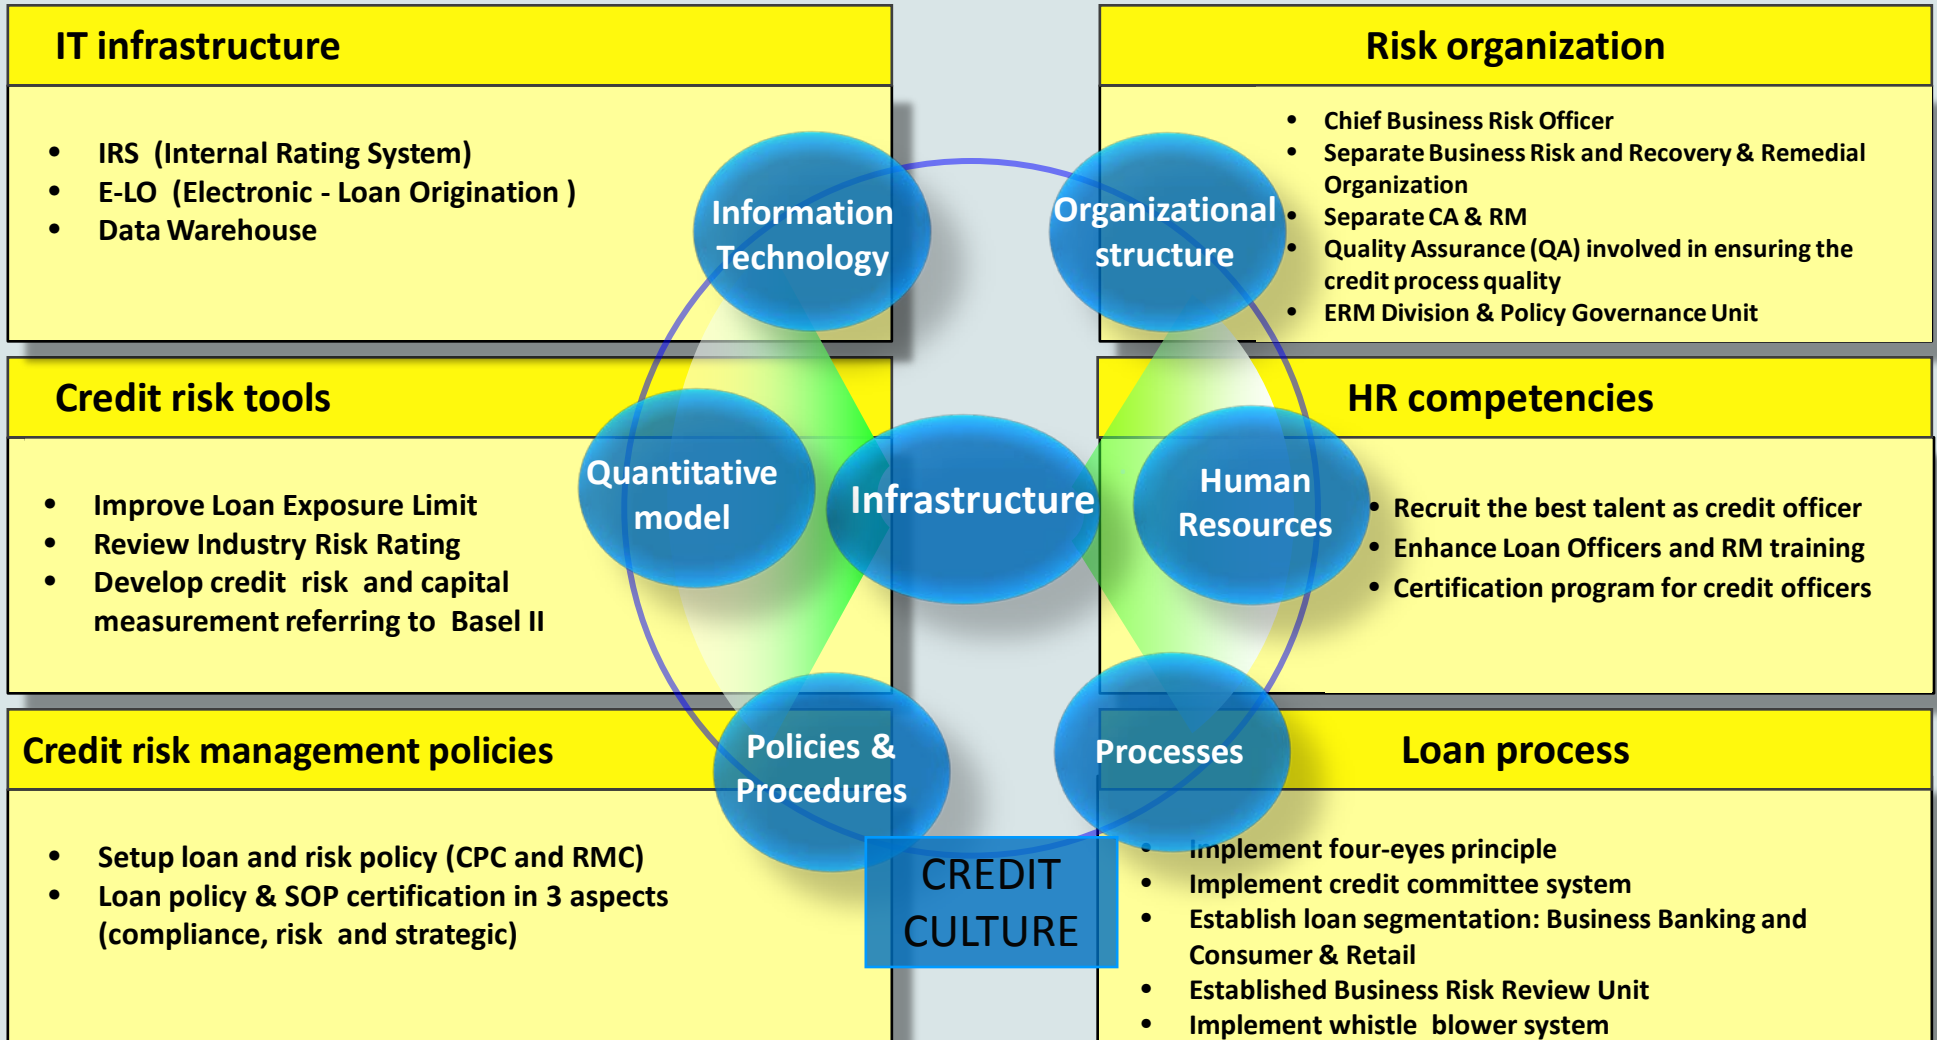 IT infrastructure
• IRS (Internal Rating System)
• E-LO (Electronic - Loan Origination )
• Data Warehouse
Risk organization
• Chief Business Risk Officer
• Separate Business Risk and Recovery & Remedial
Organization
• Separate CA & RM
• Quality Assurance (QA) involved in ensuring the
credit process quality
• ERM Division & Policy Governance Unit
Information
Technology
Organizational
structure
Credit risk tools
• Improve Loan Exposure Limit
• Review Industry Risk Rating
• Develop credit risk and capital
measurement referring to Basel II
Quantitative
model
Infrastructure
Human
Resources
HR competencies
• Recruit the best talent as credit officer
• Enhance Loan Officers and RM training
• Certification program for credit officers
Credit risk management policies
• Setup loan and risk policy (CPC and RMC)
• Loan policy & SOP certification in 3 aspects
(compliance, risk and strategic)
Policies &
Procedures
Processes
CREDIT
CULTURE
Loan process
• Implement four-eyes principle
• Implement credit committee system
• Establish loan segmentation: Business Banking and
Consumer & Retail
• Established Business Risk Review Unit
• Implement whistle blower system